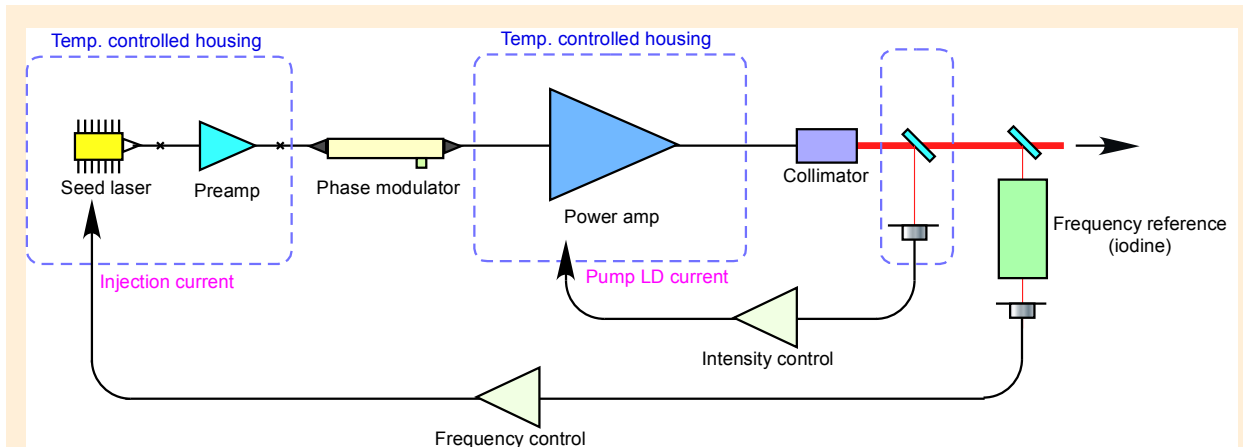 Temp. controlled housing
Temp. controlled housing
Seed laser
Preamp
Phase modulator
Power amp
Collimator
Frequency reference
(iodine)
Injection current
Pump LD current
Intensity control
Frequency control